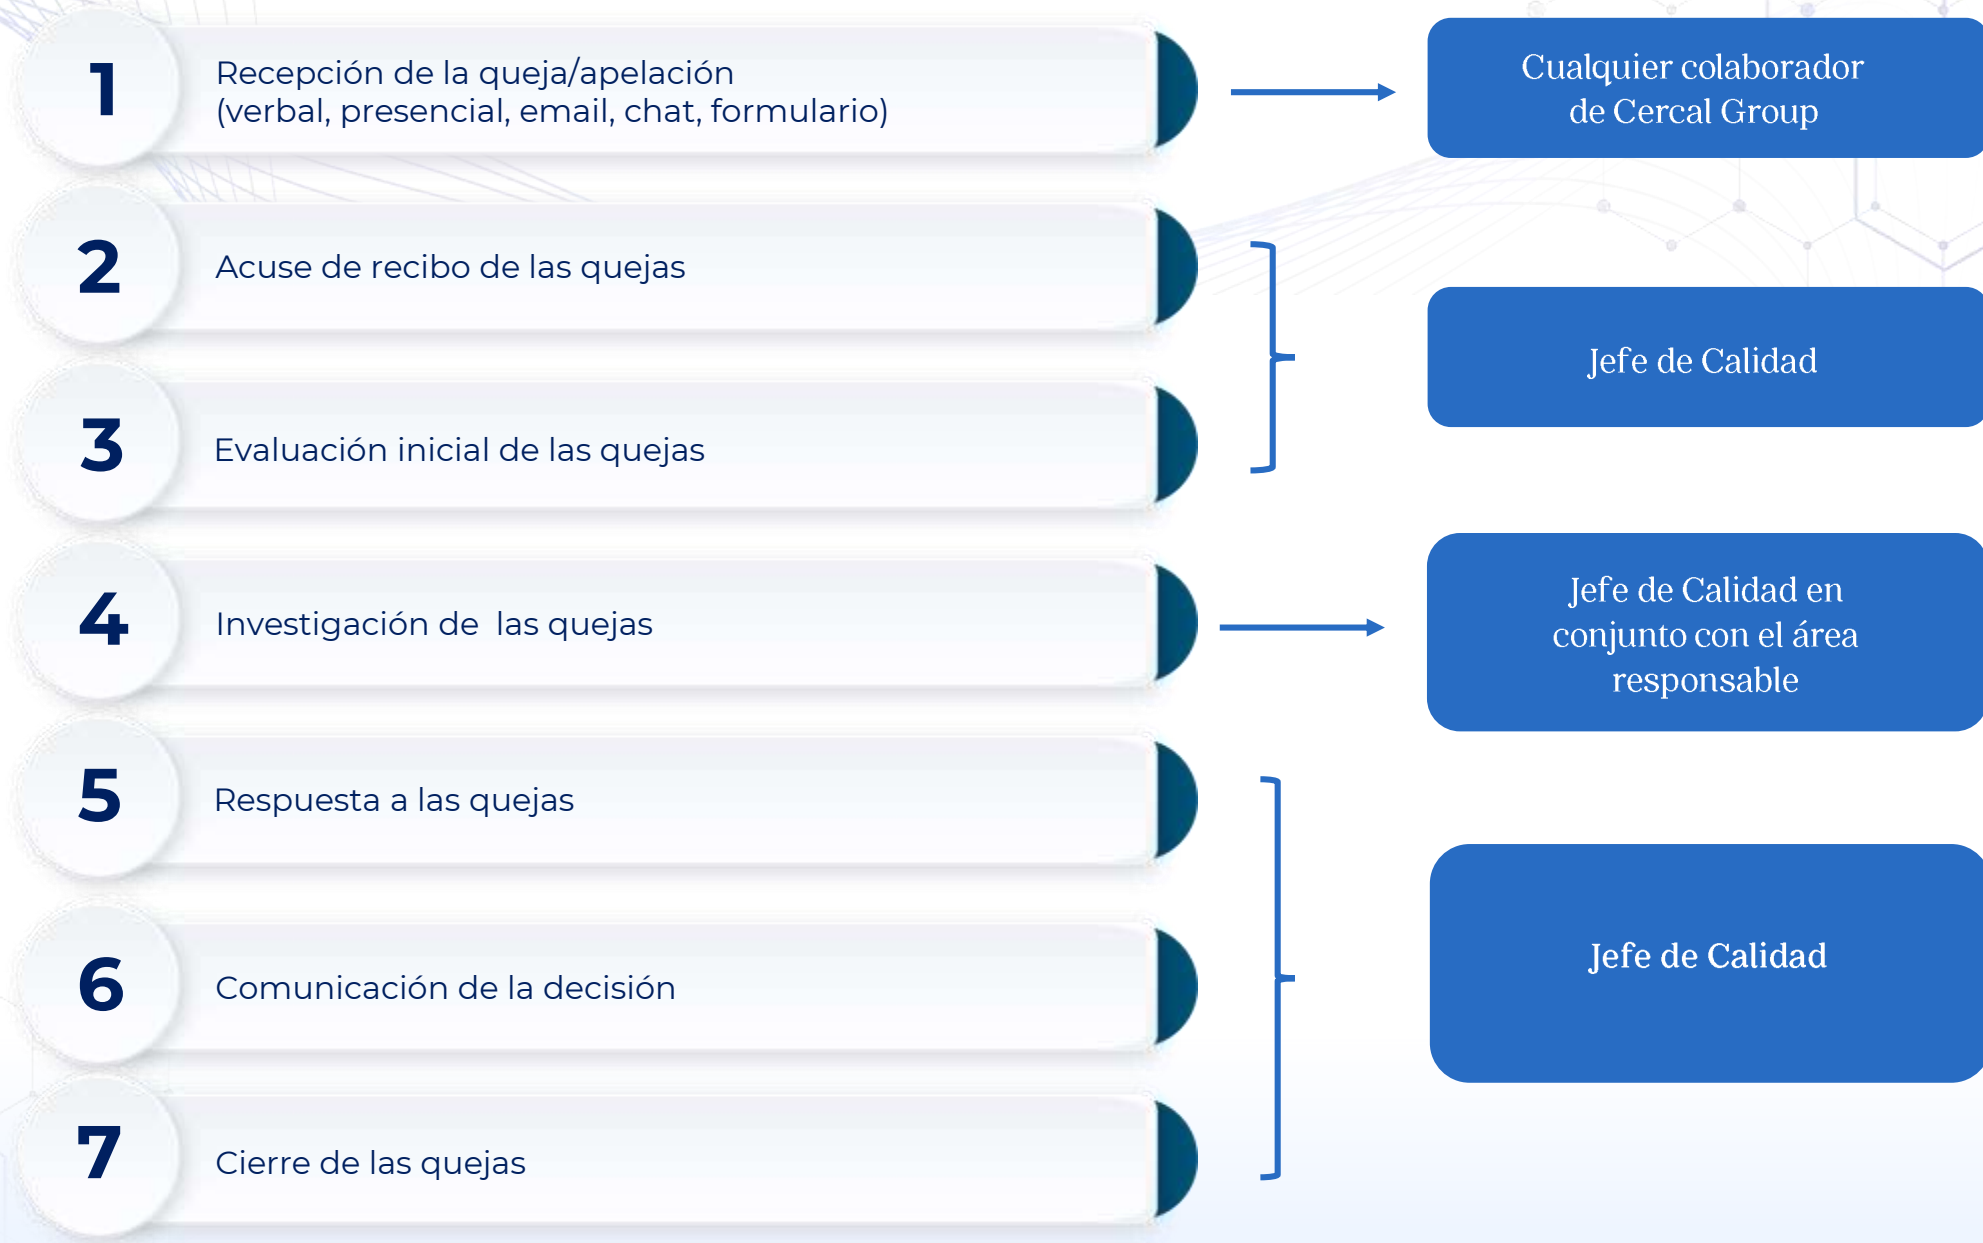 1
Recepción de la queja/apelación
(verbal, presencial, email, chat, formulario)
Cualquier colaborador
de Cercal Group
2
Acuse de recibo de las quejas
3
Evaluación inicial de las quejas
Jefe de Calidad
4
Investigación de las quejas
Jefe de Calidad en
conjunto con el área
responsable
5
Respuesta a las quejas
6
Comunicación de la decisión
7
Cierre de las quejas
Jefe de Calidad